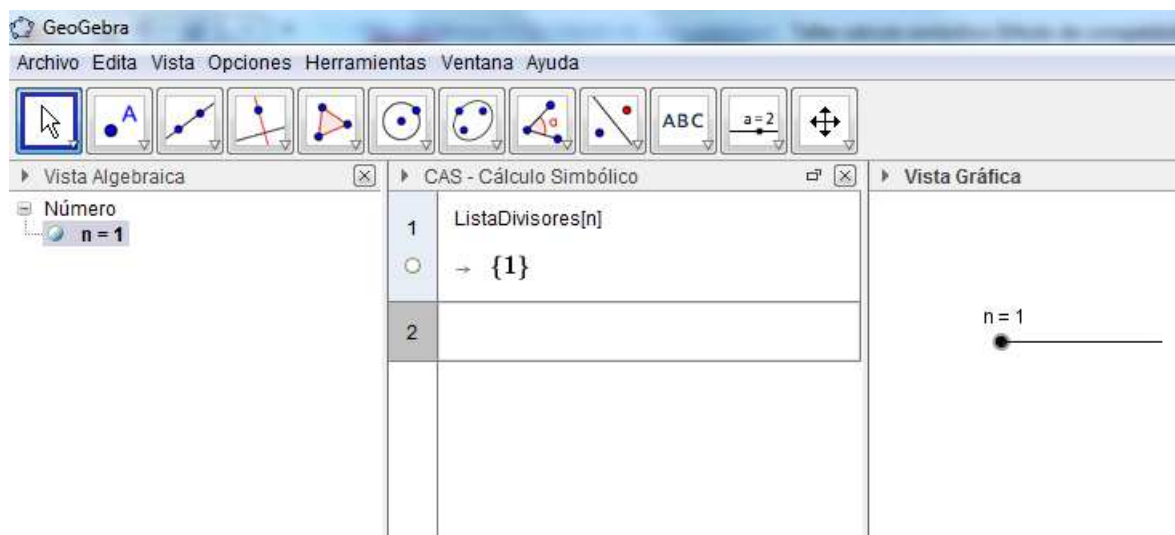 GeoGebra
Archivo Edita Vista Opciones Herramientas Ventana Ayuda
A
α
ABC
a=2
Vista Algebraica
CAS - Cálculo Simbólico
Vista Gráfica
Número
n = 1
1
ListaDivisores[n]
→ {1}
2
n = 1